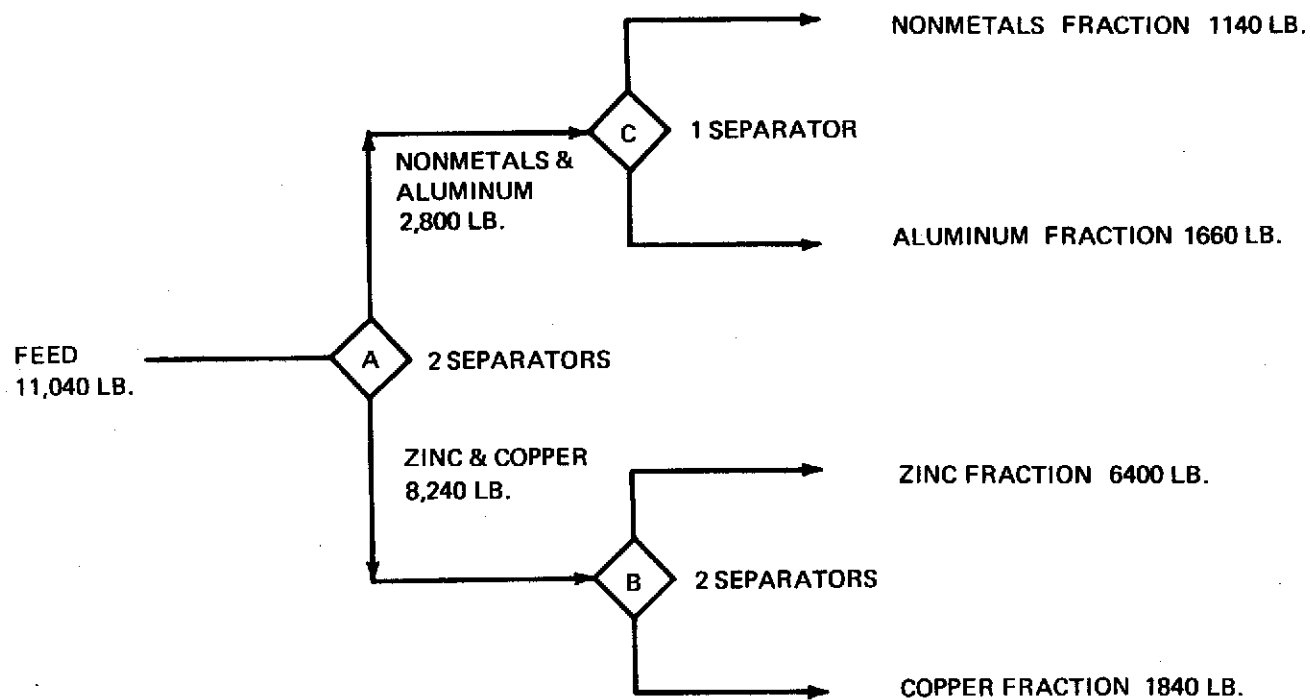 NONMETALS FRACTION 1140 LB.
C
1 SEPARATOR
NONMETALS &
ALUMINUM
2,800 LB.
ALUMINUM FRACTION 1660 LB.
FEED
11,040 LB.
A
2 SEPARATORS
ZINC & COPPER
8,240 LB.
ZINC FRACTION 6400 LB.
B
2 SEPARATORS
COPPER FRACTION 1840 LB.